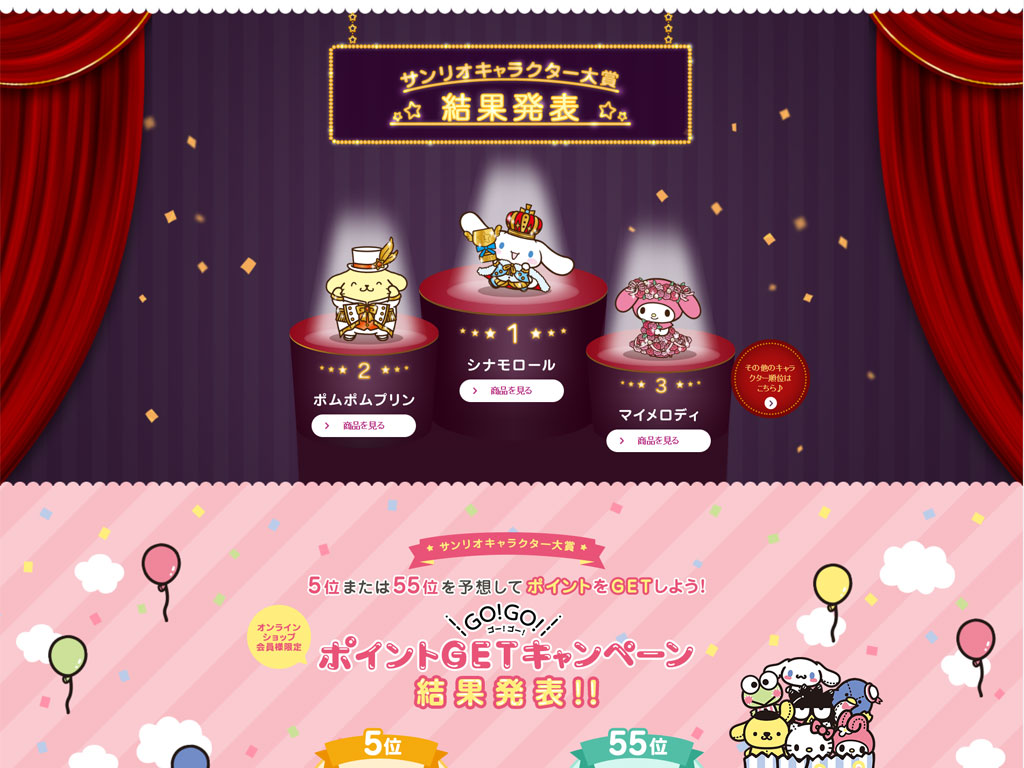 サンリオキャラクター大賞
結果発表
1
シナモロール
商品を見る
2
ポムポムプリン
商品を見る
3
マイメロディ
商品を見る
その他のキャラ
クター順位は
こちら♪
サンリオキャラクター大賞
5位または55位を予想してポイントをGETしよう!
GO!GO!
ゴー!ゴー!
オンライン
ショップ
会員様限定
ポイントGETキャンペーン
結果発表!!
5位
55位